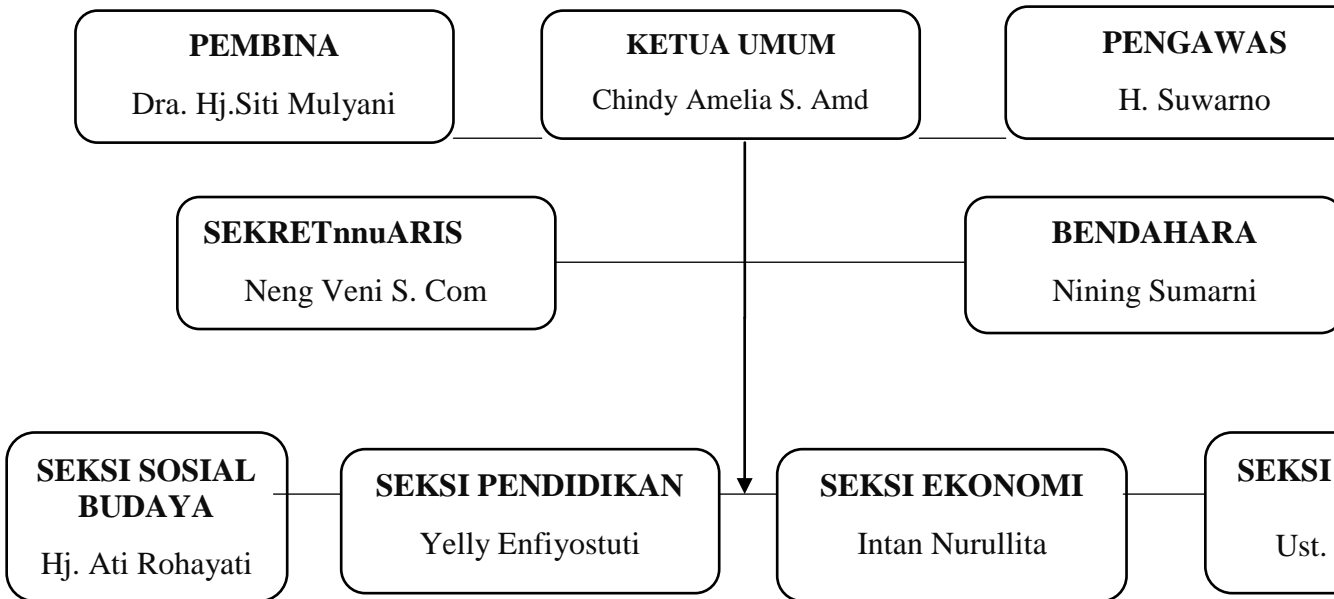 PEMBINA
Dra. Hj.Siti Mulyani
KETUA UMUM
Chindy Amelia S. Amd
PENGAWAS
H. Suwarno
SEKRETnnuARIS
Neng Veni S. Com
BENDAHARA
Nining Sumarni
SEKSI SOSIAL
BUDAYA
Hj. Ati Rohayati
SEKSI PENDIDIKAN
Yelly Enfiyostuti
SEKSI EKONOMI
Intan Nurullita
SEKSI
Ust.